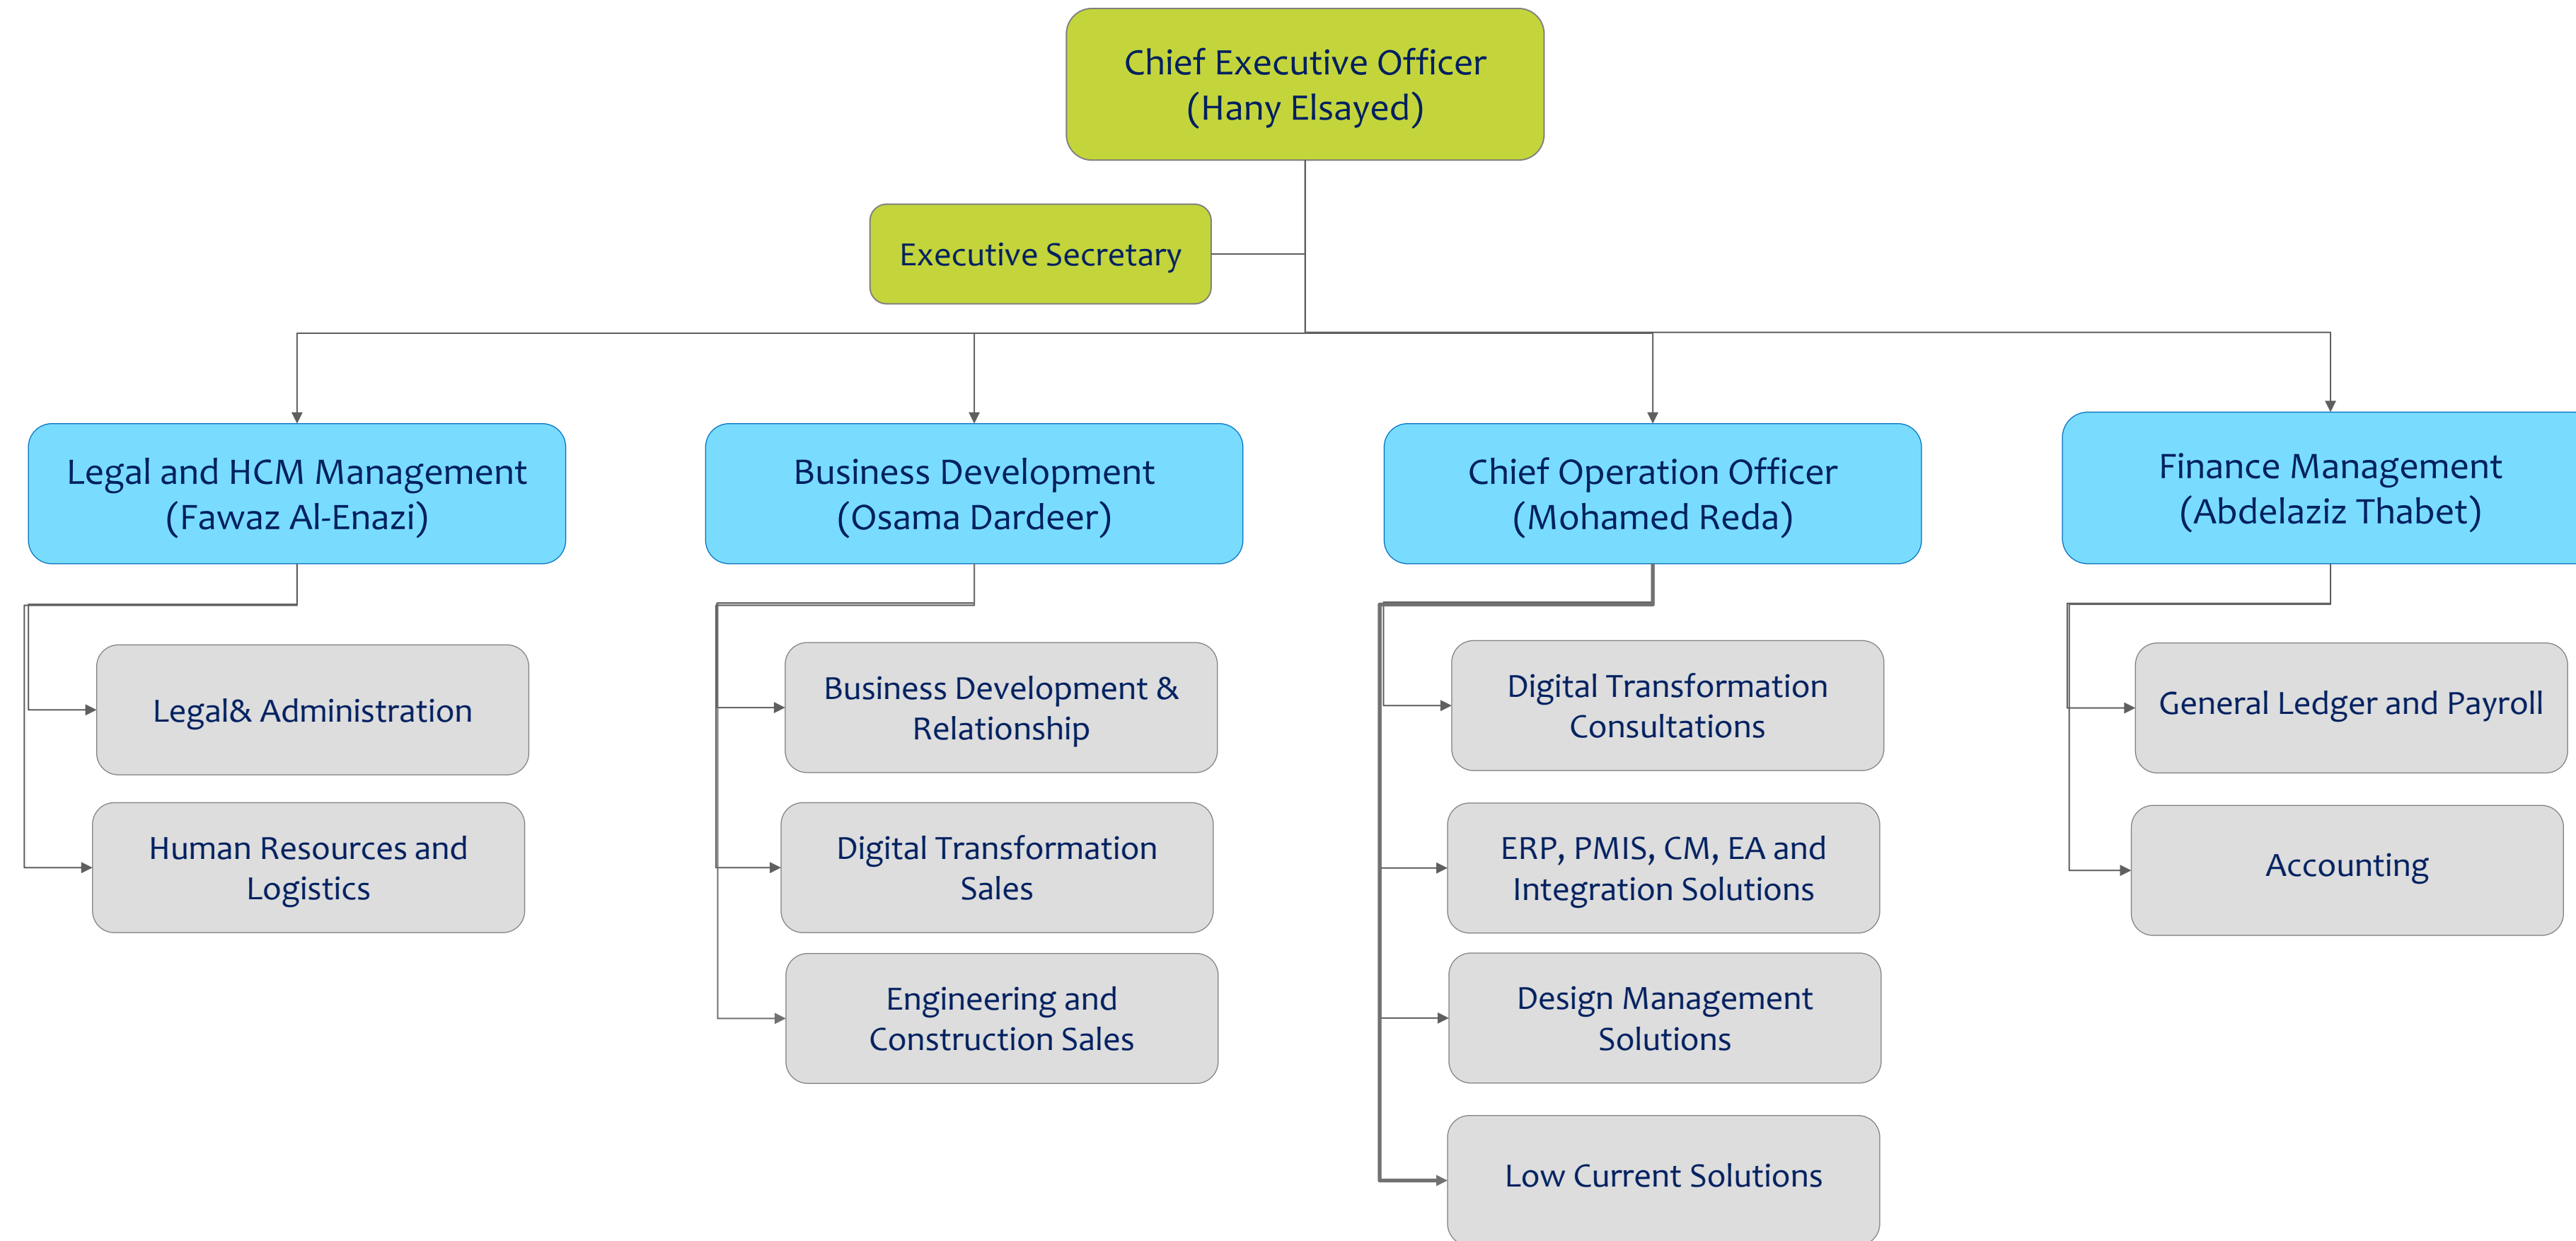 Chief Executive Officer
(Hany Elsayed)
Executive Secretary
Legal and HCM Management
(Fawaz Al-Enazi)
Business Development
(Osama Dardeer)
Chief Operation Officer
(Mohamed Reda)
Finance Management
(Abdelaziz Thabet)
Legal& Administration
Human Resources and
Logistics
Business Development &
Relationship
Digital Transformation
Sales
Engineering and
Construction Sales
Digital Transformation
Consultations
ERP, PMIS, CM, EA and
Integration Solutions
Design Management
Solutions
Low Current Solutions
General Ledger and Payroll
Accounting